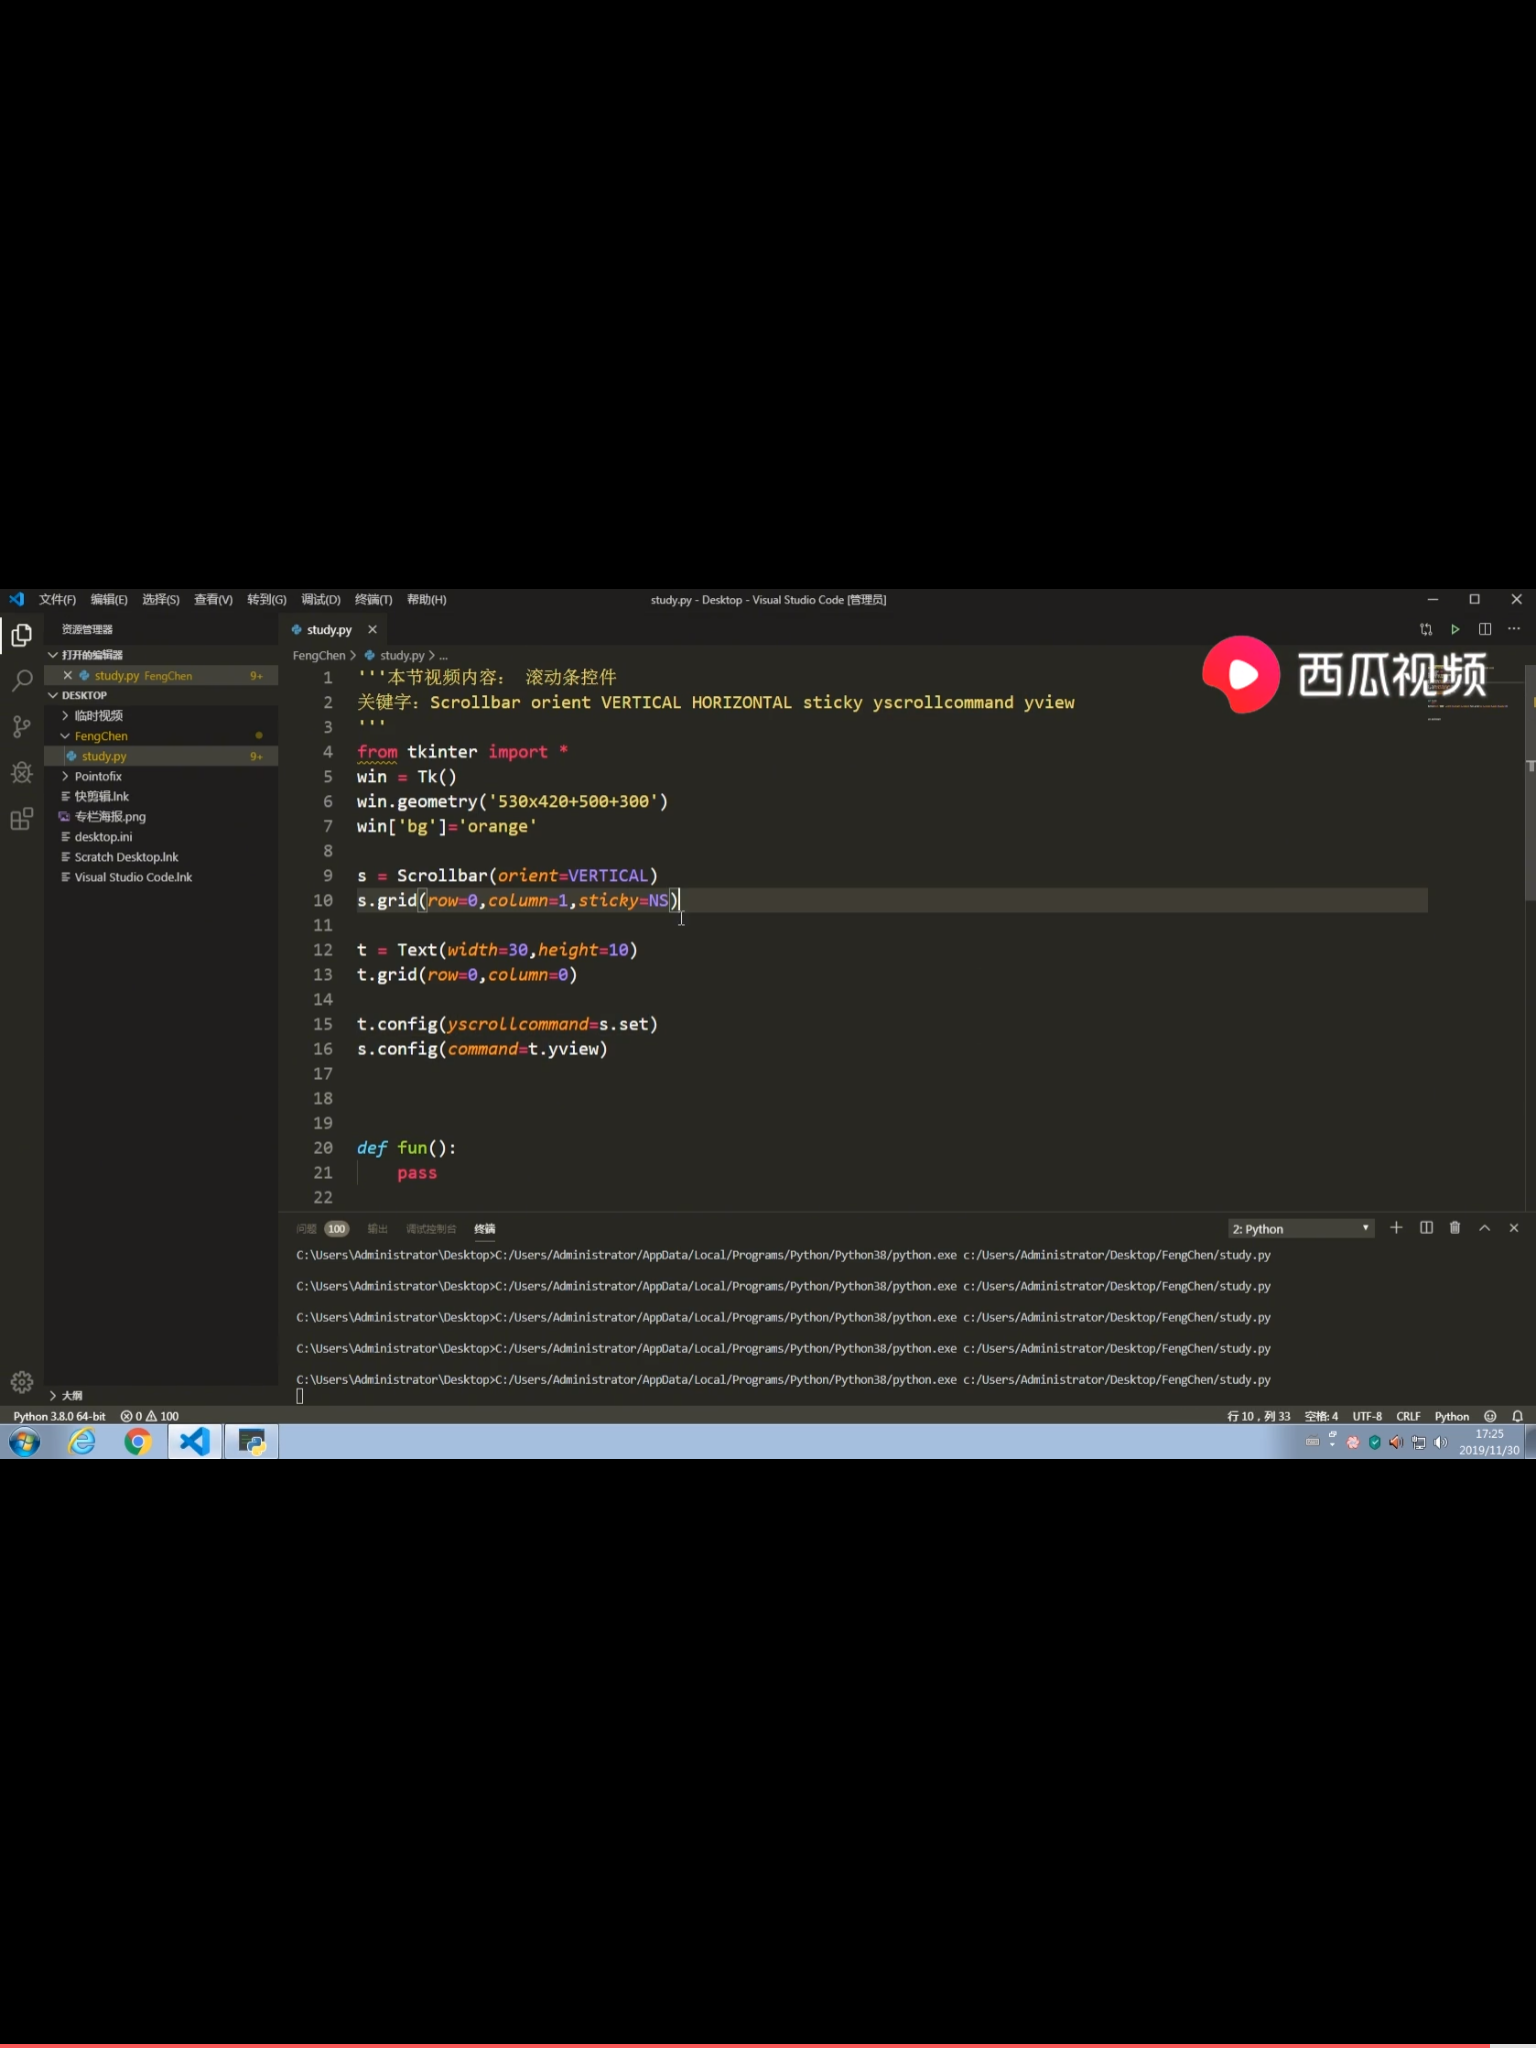 文件(F) 编辑(E) 选择(S) 查看(V) 转到(G) 调试(D) 终端(T) 帮助(H)
study.py - Desktop - Visual Studio Code [管理员]
资源管理器
打开的编辑器
study.py FengChen 9+
DESKTOP
临时视频
FengChen
study.py 9+
Pointofix
快剪辑.lnk
专栏海报.png
desktop.ini
Scratch Desktop.lnk
Visual Studio Code.lnk
大纲
study.py
FengChen > study.py > ...
西瓜视频
1 '''本节视频内容： 滚动条控件
2 关键字：Scrollbar orient VERTICAL HORIZONTAL sticky yscrollcommand yview
3 '''
4 from tkinter import *
5 win = Tk()
6 win.geometry('530x420+500+300')
7 win['bg']='orange'
8
9 s = Scrollbar(orient=VERTICAL)
10 s.grid(row=0,column=1,sticky=NS)
11
12 t = Text(width=30,height=10)
13 t.grid(row=0,column=0)
14
15 t.config(yscrollcommand=s.set)
16 s.config(command=t.yview)
17
18
19
20 def fun():
21 pass
22
问题 100 输出 调试控制台 终端
2: Python
C:\Users\Administrator\Desktop>C:/Users/Administrator/AppData/Local/Programs/Python/Python38/python.exe c:/Users/Administrator/Desktop/FengChen/study.py
C:\Users\Administrator\Desktop>C:/Users/Administrator/AppData/Local/Programs/Python/Python38/python.exe c:/Users/Administrator/Desktop/FengChen/study.py
C:\Users\Administrator\Desktop>C:/Users/Administrator/AppData/Local/Programs/Python/Python38/python.exe c:/Users/Administrator/Desktop/FengChen/study.py
C:\Users\Administrator\Desktop>C:/Users/Administrator/AppData/Local/Programs/Python/Python38/python.exe c:/Users/Administrator/Desktop/FengChen/study.py
C:\Users\Administrator\Desktop>C:/Users/Administrator/AppData/Local/Programs/Python/Python38/python.exe c:/Users/Administrator/Desktop/FengChen/study.py
Python 3.8.0 64-bit 0 100
行 10，列 33 空格: 4 UTF-8 CRLF Python
17:25
2019/11/30